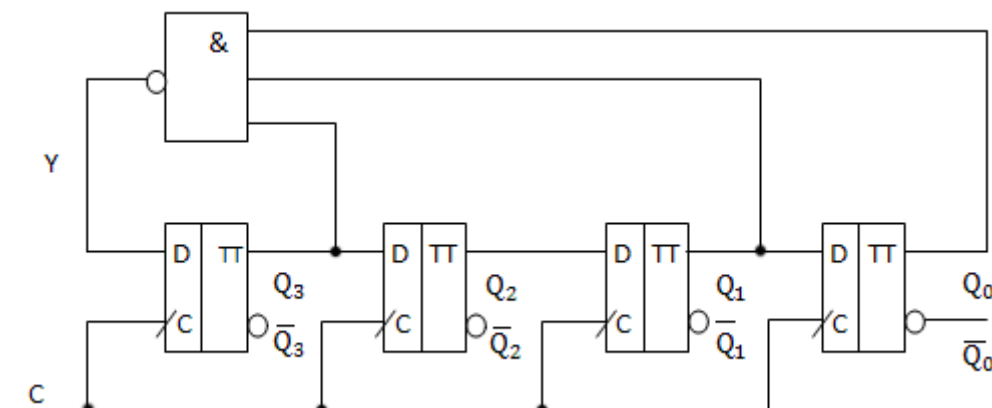 &
Y
D TT D TT D TT D TT
Q₃ Q₂ Q₁ Q₀
C C C C
Q̅₃ Q̅₂ Q̅₁ Q̅₀
C